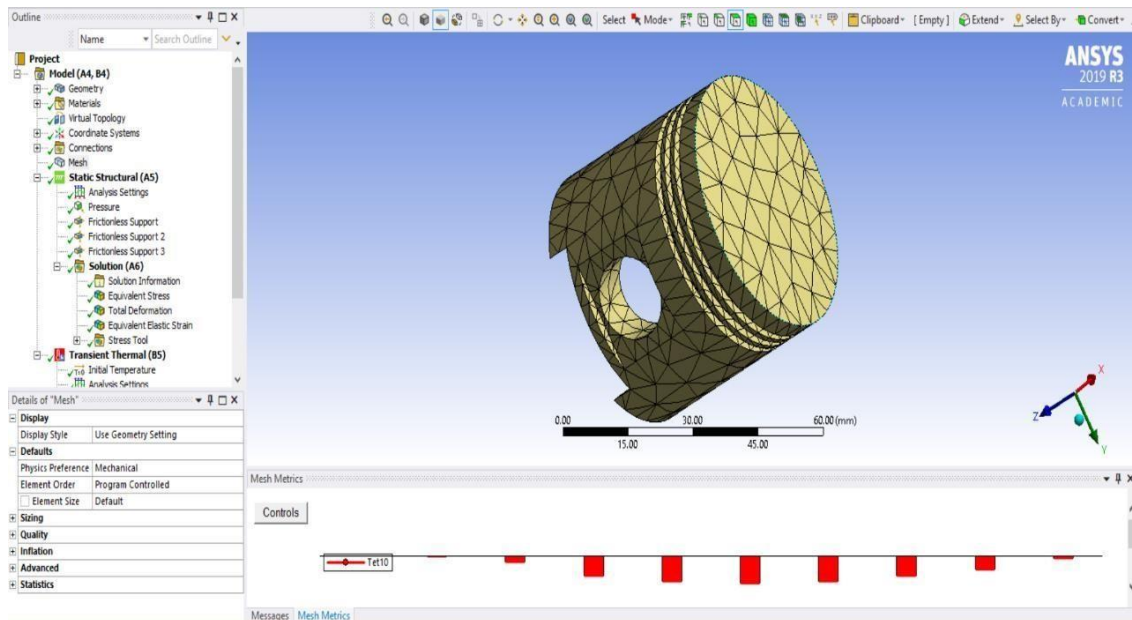 Outline
Name
Search Outline
Project
Model (A4, B4)
Geometry
Materials
Virtual Topology
Coordinate Systems
Connections
Mesh
Static Structural (A5)
Analysis Settings
Pressure
Frictionless Support
Frictionless Support 2
Frictionless Support 3
Solution (A6)
Solution Information
Equivalent Stress
Total Deformation
Equivalent Elastic Strain
Stress Tool
Transient Thermal (B5)
T=0 Initial Temperature
Analysis Settings
Details of "Mesh"
Display
Display Style Use Geometry Setting
Defaults
Physics Preference Mechanical
Element Order Program Controlled
Element Size Default
Sizing
Quality
Inflation
Advanced
Statistics
Select Mode Clipboard [ Empty ] Extend Select By Convert
ANSYS
2019 R3
ACADEMIC
X
Z
Y
0.00 30.00 60.00 (mm)
15.00 45.00
Mesh Metrics
Controls
Tet10
Messages Mesh Metrics